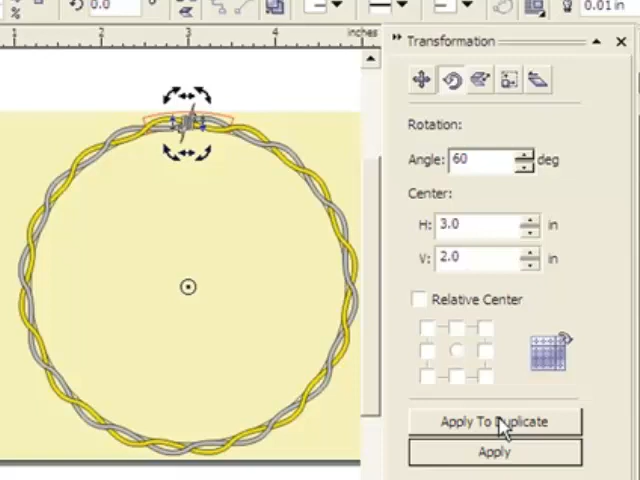 %
0.0
0.01 in
1 2 3 4 inches
Transformation
Rotation:
Angle: 60 deg
Center:
H: 3.0 in
V: 2.0 in
Relative Center
Apply To Duplicate
Apply